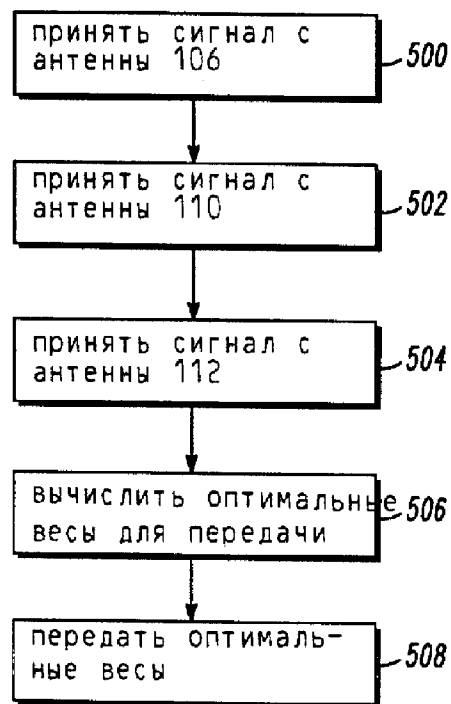 принять сигнал с
антенны 106
500
принять сигнал с
антенны 110
502
принять сигнал с
антенны 112
504
вычислить оптимальные
весы для передачи
506
передать оптималь-
ные весы
508